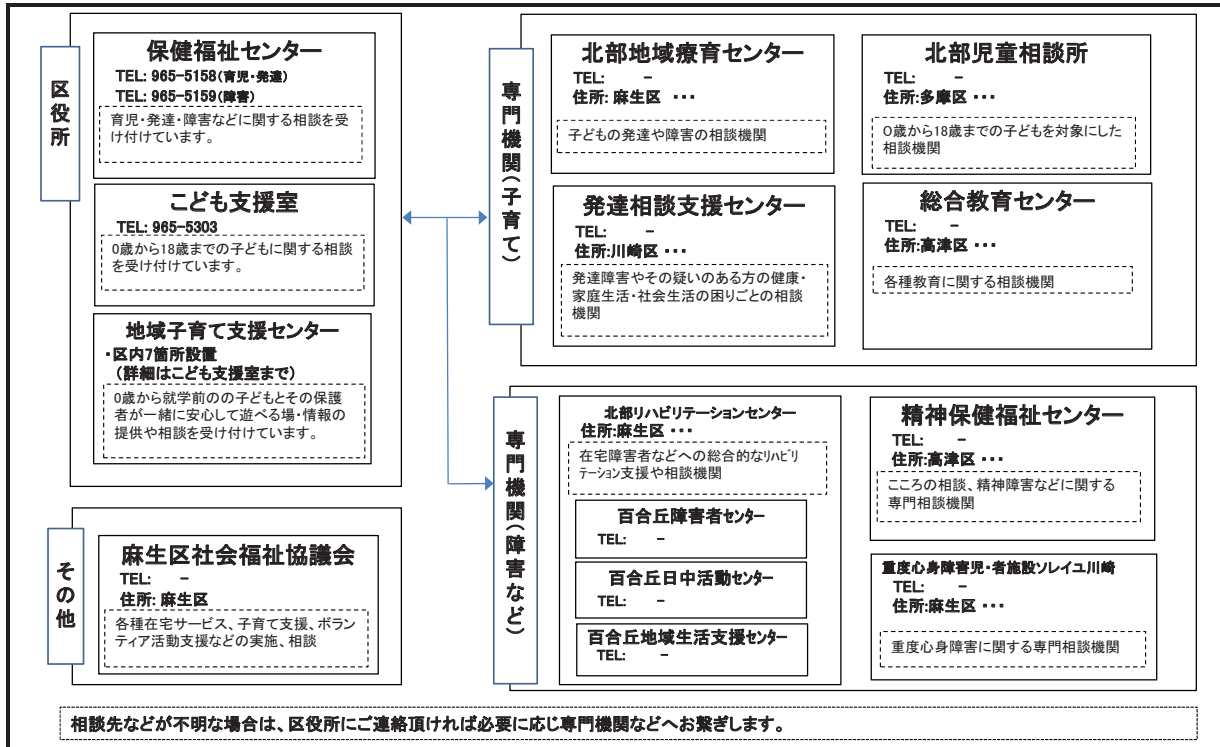 区役所
保健福祉センター
TEL: 965-5158(育児・発達)
TEL: 965-5159(障害)
育児・発達・障害などに関する相談を受
け付けています。
こども支援室
TEL: 965-5303
0歳から18歳までの子どもに関する相談
を受け付けています。
地域子育て支援センター
・区内7箇所設置
(詳細はこども支援室まで)
0歳から就学前のの子どもとその保護
者が一緒に安心して遊べる場・情報の
提供や相談を受け付けています。
その他
麻生区社会福祉協議会
TEL: -
住所: 麻生区
各種在宅サービス、子育て支援、ボラン
ティア活動支援などの実施、相談
専門機関(子育て)
北部地域療育センター
TEL: -
住所: 麻生区 ・・・
子どもの発達や障害の相談機関
北部児童相談所
TEL: -
住所:多摩区 ・・・
0歳から18歳までの子どもを対象にした
相談機関
発達相談支援センター
TEL: -
住所:川崎区 ・・・
発達障害やその疑いのある方の健康・
家庭生活・社会生活の困りごとの相談
機関
総合教育センター
TEL: -
住所:高津区 ・・・
各種教育に関する相談機関
専門機関(障害など)
北部リハビリテーションセンター
住所:麻生区 ・・・
在宅障害者などへの総合的なリハビリ
テーション支援や相談機関
百合丘障害者センター
TEL: -
百合丘日中活動センター
TEL: -
百合丘地域生活支援センター
TEL: -
精神保健福祉センター
TEL: -
住所:高津区 ・・・
こころの相談、精神障害などに関する
専門相談機関
重度心身障害児・者施設ソレイユ川崎
TEL: -
住所:麻生区 ・・・
重度心身障害に関する専門相談機関
相談先などが不明な場合は、区役所にご連絡頂ければ必要に応じ専門機関などへお繋ぎします。